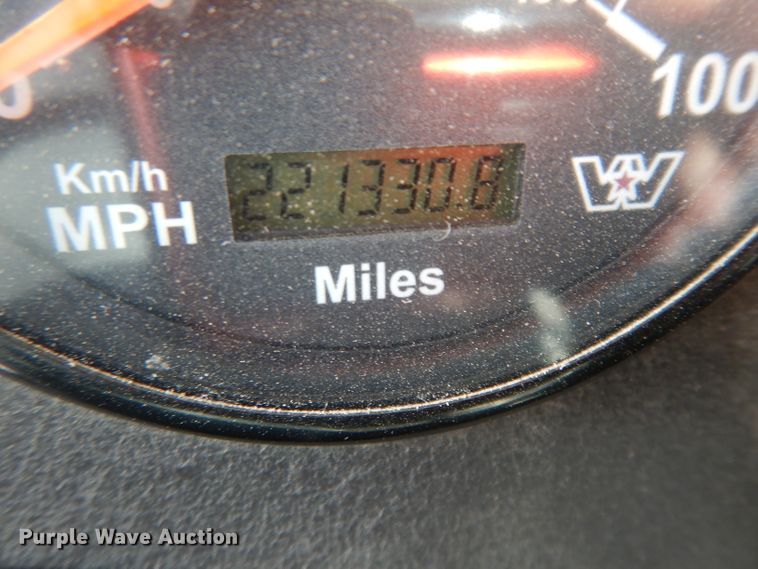 100
Km/h
221330.8
MPH
Miles
Purple Wave Auction